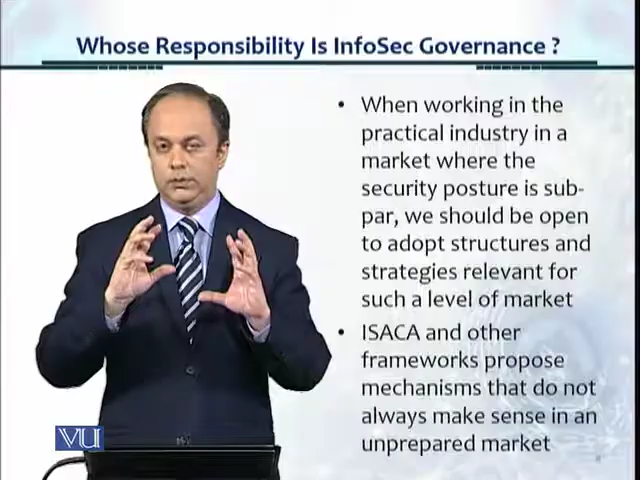 Whose Responsibility Is InfoSec Governance ?
• When working in the
practical industry in a
market where the
security posture is sub-
par, we should be open
to adopt structures and
strategies relevant for
such a level of market
• ISACA and other
frameworks propose
mechanisms that do not
always make sense in an
unprepared market
VU